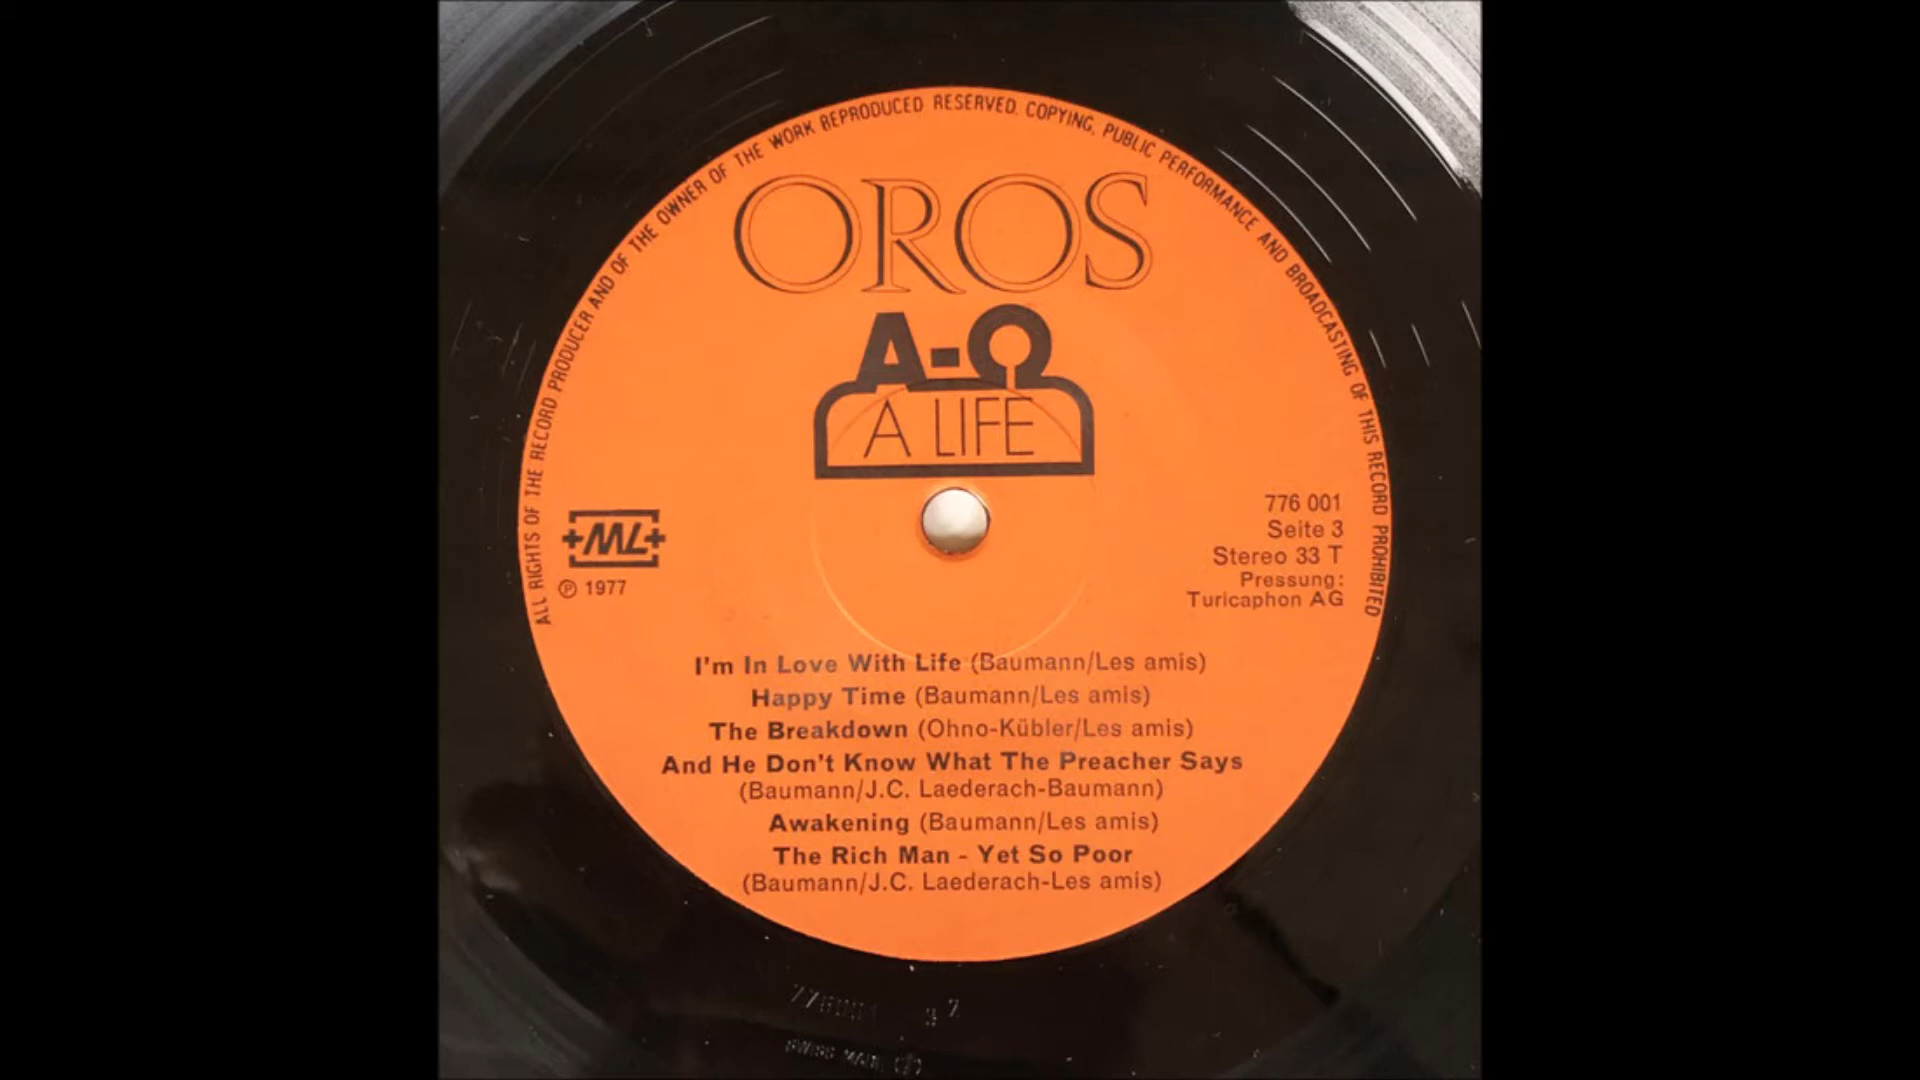 ALL RIGHTS OF THE RECORD PRODUCER AND OF THE OWNER OF THE WORK REPRODUCED RESERVED. COPYING, PUBLIC PERFORMANCE AND BROADCASTING OF THIS RECORD PROHIBITED
OROS
A-Ω
A LIFE
+ML+
℗ 1977
776 001
Seite 3
Stereo 33 T
Pressung:
Turicaphon AG
I'm In Love With Life (Baumann/Les amis)
Happy Time (Baumann/Les amis)
The Breakdown (Ohno-Kübler/Les amis)
And He Don't Know What The Preacher Says
(Baumann/J.C. Laederach-Baumann)
Awakening (Baumann/Les amis)
The Rich Man - Yet So Poor
(Baumann/J.C. Laederach-Les amis)